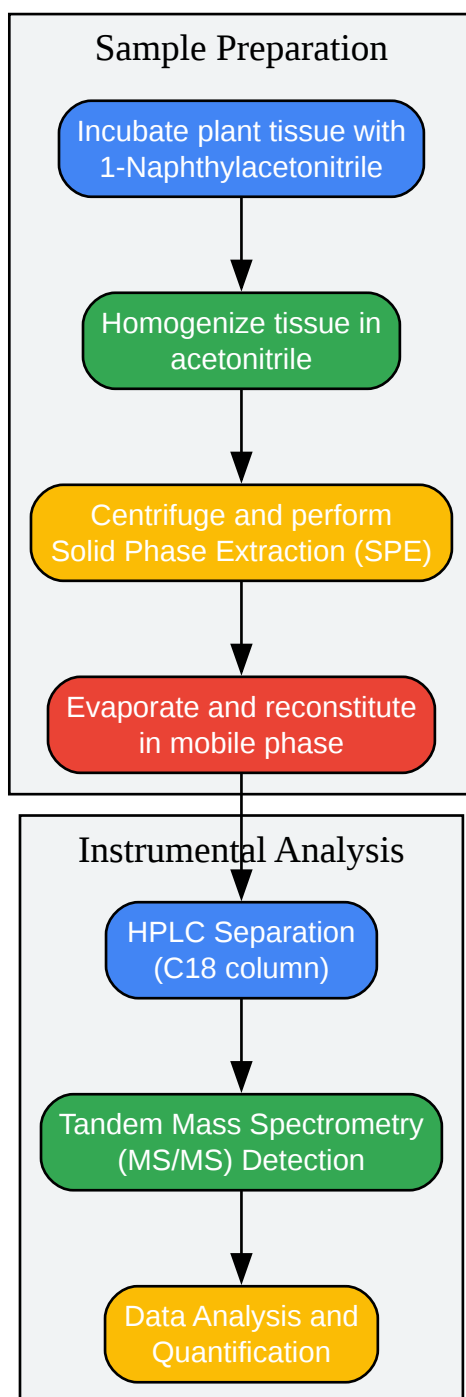 Sample Preparation
Incubate plant tissue with
1-Naphthylacetonitrile
Homogenize tissue in
acetonitrile
Centrifuge and perform
Solid Phase Extraction (SPE)
Evaporate and reconstitute
in mobile phase
Instrumental Analysis
HPLC Separation
(C18 column)
Tandem Mass Spectrometry
(MS/MS) Detection
Data Analysis and
Quantification